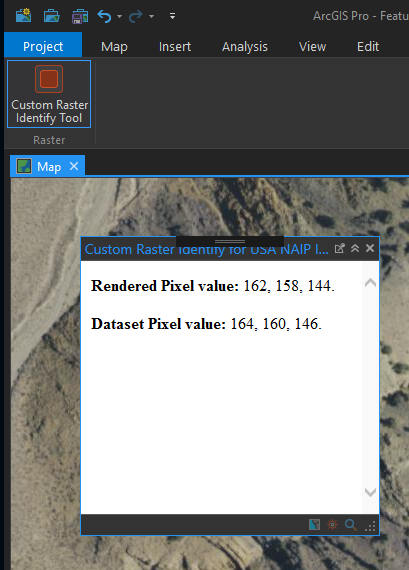 ArcGIS Pro - Featu
Project Map Insert Analysis View Edit
Custom Raster
Identify Tool
Raster
Map
Custom Raster Identify for USA NAIP I...
Rendered Pixel value: 162, 158, 144.
Dataset Pixel value: 164, 160, 146.